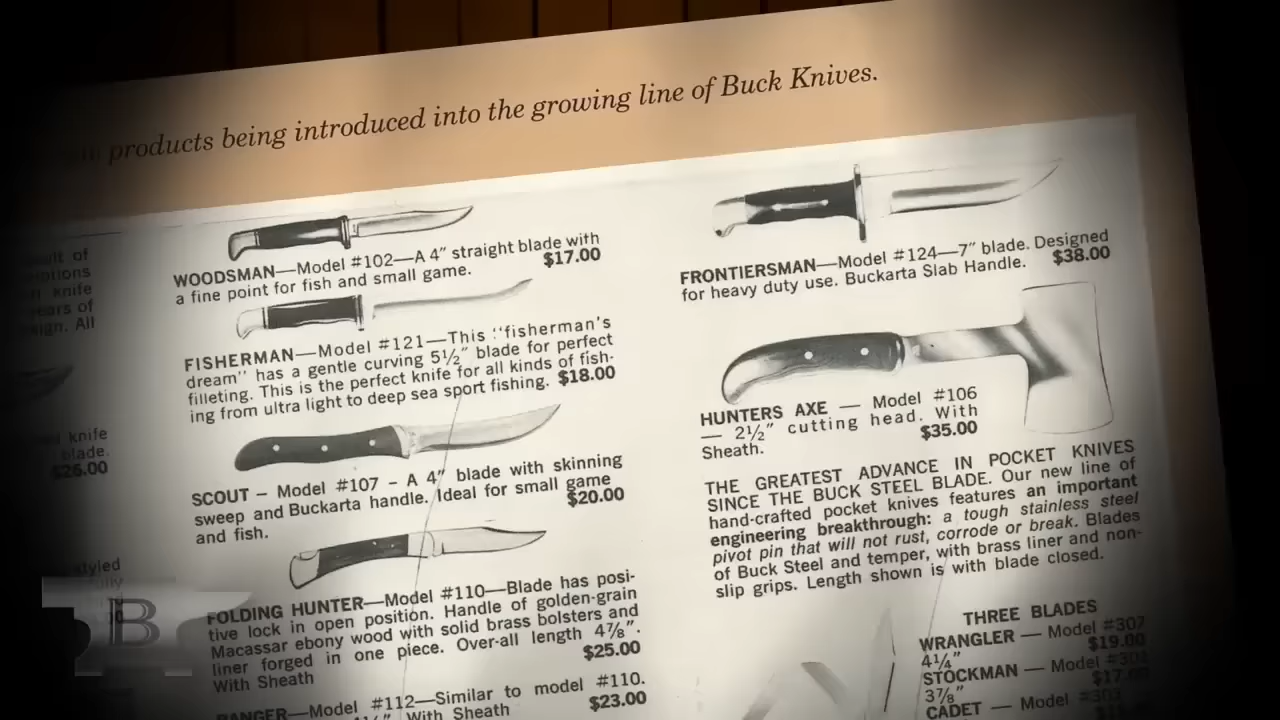 products being introduced into the growing line of Buck Knives.
of
knife
of
All
knife
blade.
$26.00
WOODSMAN—Model #102—A 4" straight blade with
a fine point for fish and small game. $17.00
FISHERMAN—Model #121—This "fisherman's
dream" has a gentle curving 5½" blade for perfect
filleting. This is the perfect knife for all kinds of fish-
ing from ultra light to deep sea sport fishing. $18.00
SCOUT – Model #107 – A 4" blade with skinning
sweep and Buckarta handle. Ideal for small game
and fish. $20.00
FOLDING HUNTER—Model #110—Blade has posi-
tive lock in open position. Handle of golden-grain
Macassar ebony wood with solid brass bolsters and
liner forged in one piece. Over-all length 4⅞".
With Sheath $25.00
RANGER—Model #112—Similar to model #110.
With Sheath $23.00
FRONTIERSMAN—Model #124—7" blade. Designed
for heavy duty use. Buckarta Slab Handle. $38.00
HUNTERS AXE — Model #106
— 2½" cutting head. With
Sheath. $35.00
THE GREATEST ADVANCE IN POCKET KNIVES
SINCE THE BUCK STEEL BLADE. Our new line of
hand-crafted pocket knives features an important
engineering breakthrough: a tough stainless steel
pivot pin that will not rust, corrode or break. Blades
of Buck Steel and temper, with brass liner and non-
slip grips. Length shown is with blade closed.
THREE BLADES
WRANGLER — Model #307
4¼" $19.00
STOCKMAN — Model
3⅞"
CADET — Model
B